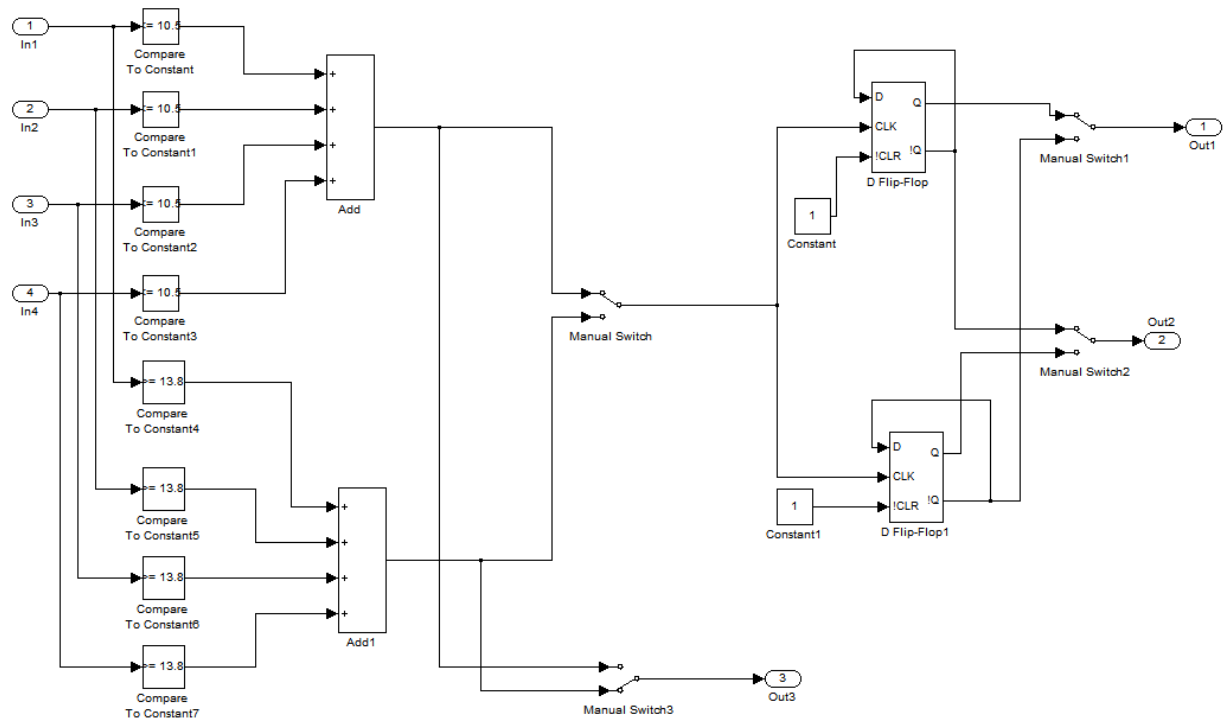 1
In1
<= 10.5
Compare
To Constant
2
In2
<= 10.5
Compare
To Constant1
3
In3
<= 10.5
Compare
To Constant2
4
In4
<= 10.5
Compare
To Constant3
>= 13.8
Compare
To Constant4
>= 13.8
Compare
To Constant5
>= 13.8
Compare
To Constant6
>= 13.8
Compare
To Constant7
+
+
+
+
Add
+
+
+
+
Add1
Manual Switch
Manual Switch3
3
Out3
D
CLK
!CLR
Q
!Q
D Flip-Flop
1
Constant
D
CLK
!CLR
Q
!Q
D Flip-Flop1
1
Constant1
Manual Switch1
1
Out1
Manual Switch2
Out2
2